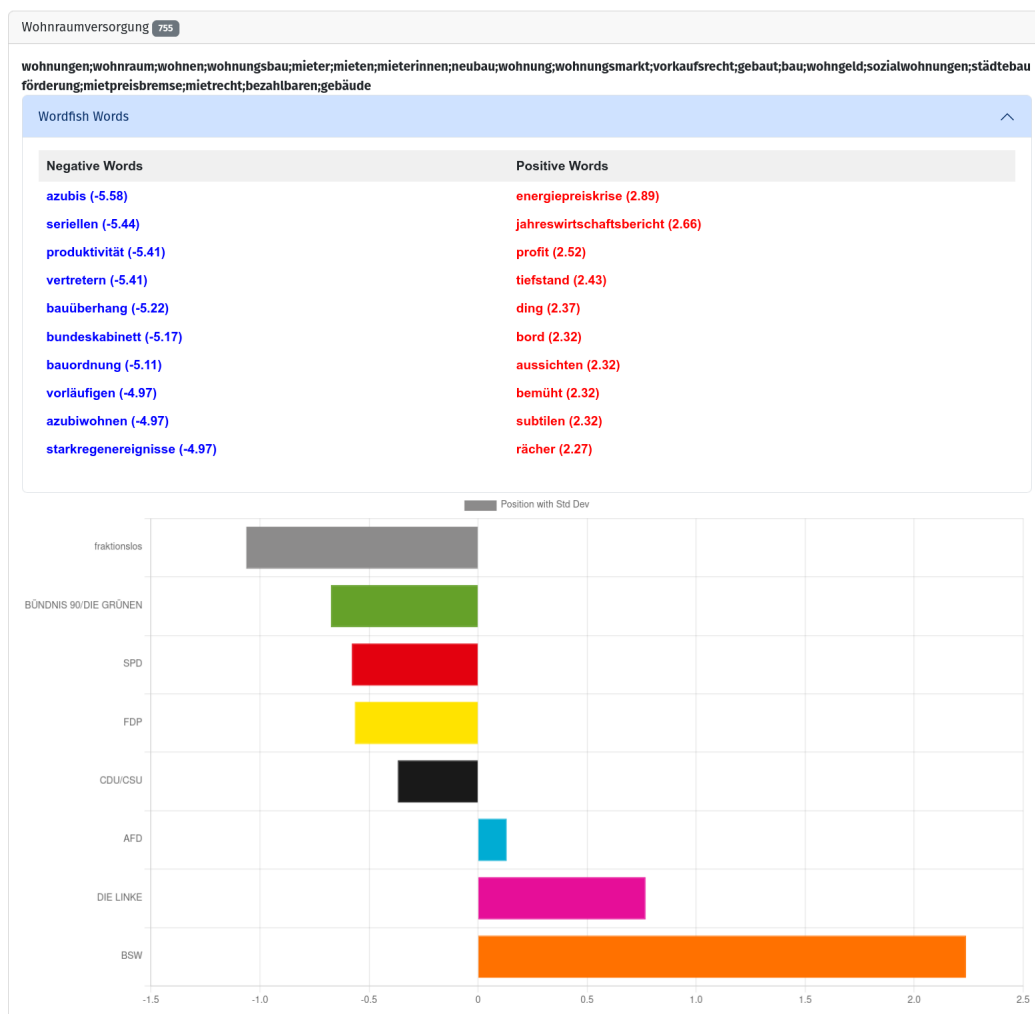 Wohnraumversorgung 755
wohnungen;wohnraum;wohnen;wohnungsbau;mieter;mieten;mieterinnen;neubau;wohnung;wohnungsmarkt;vorkaufsrecht;gebaut;bau;wohngeld;sozialwohnungen;städtebau
förderung;mietpreisbremse;mietrecht;bezahlbaren;gebäude
Wordfish Words
Negative Words Positive Words
azubis (-5.58) energiepreiskrise (2.89)
seriellen (-5.44) jahreswirtschaftsbericht (2.66)
produktivität (-5.41) profit (2.52)
vertretern (-5.41) tiefstand (2.43)
bauüberhang (-5.22) ding (2.37)
bundeskabinett (-5.17) bord (2.32)
bauordnung (-5.11) aussichten (2.32)
vorläufigen (-4.97) bemüht (2.32)
azubiwohnen (-4.97) subtilen (2.32)
starkregenereignisse (-4.97) rächer (2.27)
Position with Std Dev
fraktionslos
BÜNDNIS 90/DIE GRÜNEN
SPD
FDP
CDU/CSU
AFD
DIE LINKE
BSW
-1.5 -1.0 -0.5 0 0.5 1.0 1.5 2.0 2.5